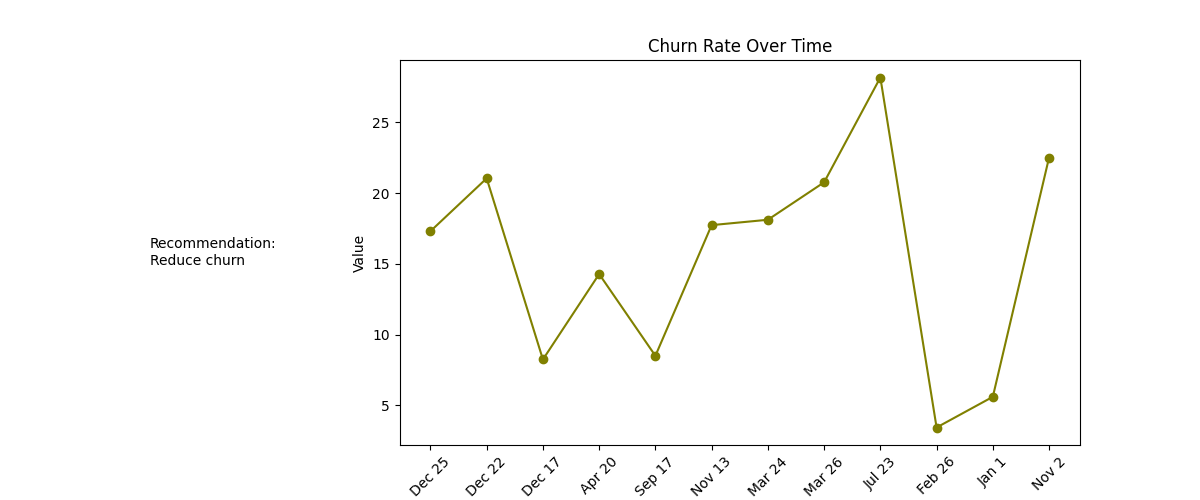 Churn Rate Over Time
Recommendation:
Reduce churn
Value
25
20
15
10
5
Dec 25
Dec 22
Dec 17
Apr 20
Sep 17
Nov 13
Mar 24
Mar 26
Jul 23
Feb 26
Jan 1
Nov 2